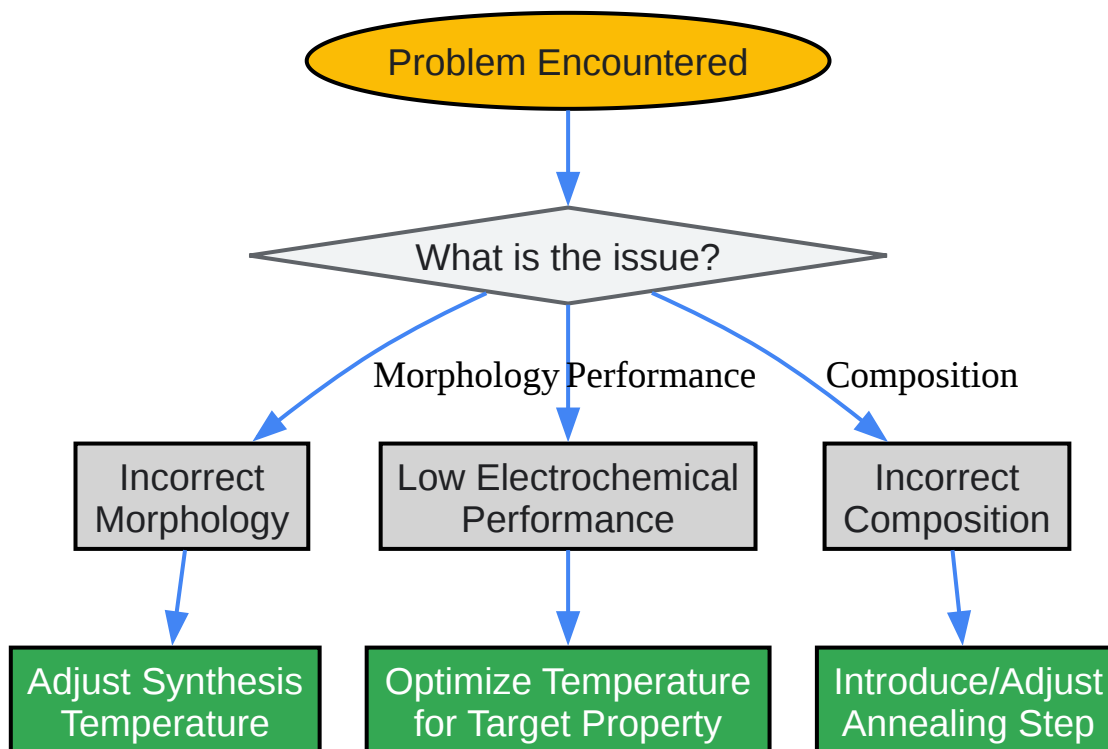 Problem Encountered
What is the issue?
Morphology
Performance
Composition
Incorrect
Morphology
Low Electrochemical
Performance
Incorrect
Composition
Adjust Synthesis
Temperature
Optimize Temperature
for Target Property
Introduce/Adjust
Annealing Step